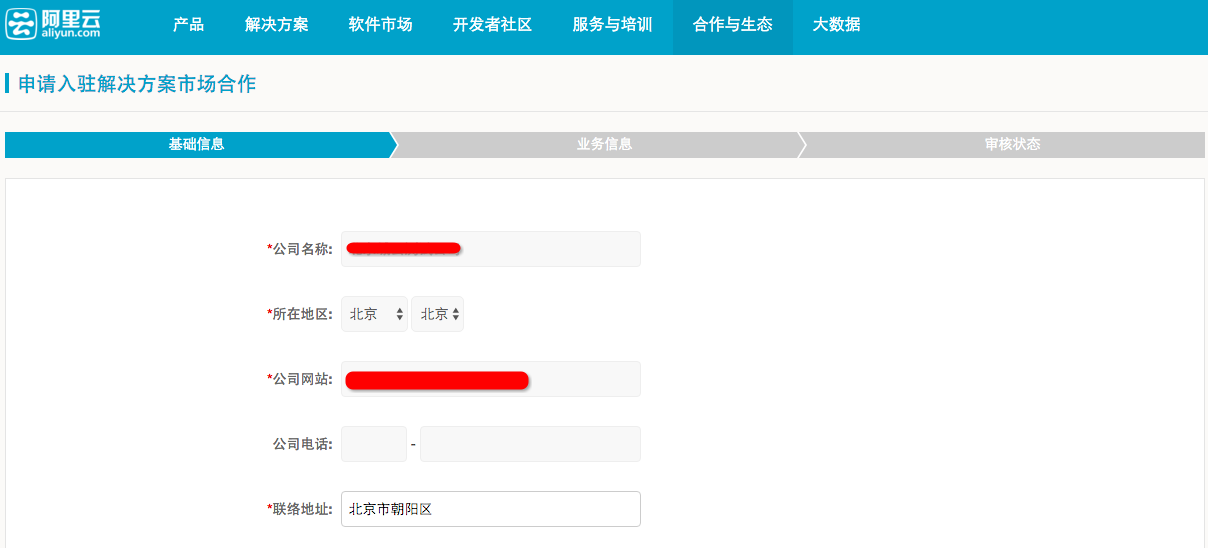 阿里云
aliyun.com
产品 解决方案 软件市场 开发者社区 服务与培训 合作与生态 大数据
申请入驻解决方案市场合作
基础信息 业务信息 审核状态
*公司名称:
*所在地区: 北京 北京
*公司网站:
公司电话: -
*联络地址: 北京市朝阳区